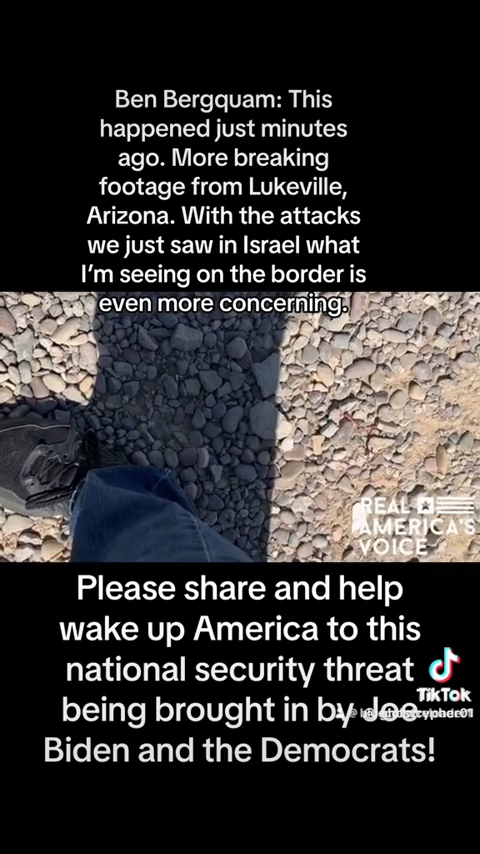 Ben Bergquam: This
happened just minutes
ago. More breaking
footage from Lukeville,
Arizona. With the attacks
we just saw in Israel what
I’m seeing on the border is
even more concerning.
REAL
AMERICA'S
VOICE
Please share and help
wake up America to this
national security threat
being brought in by Joe
Biden and the Democrats!
TikTok